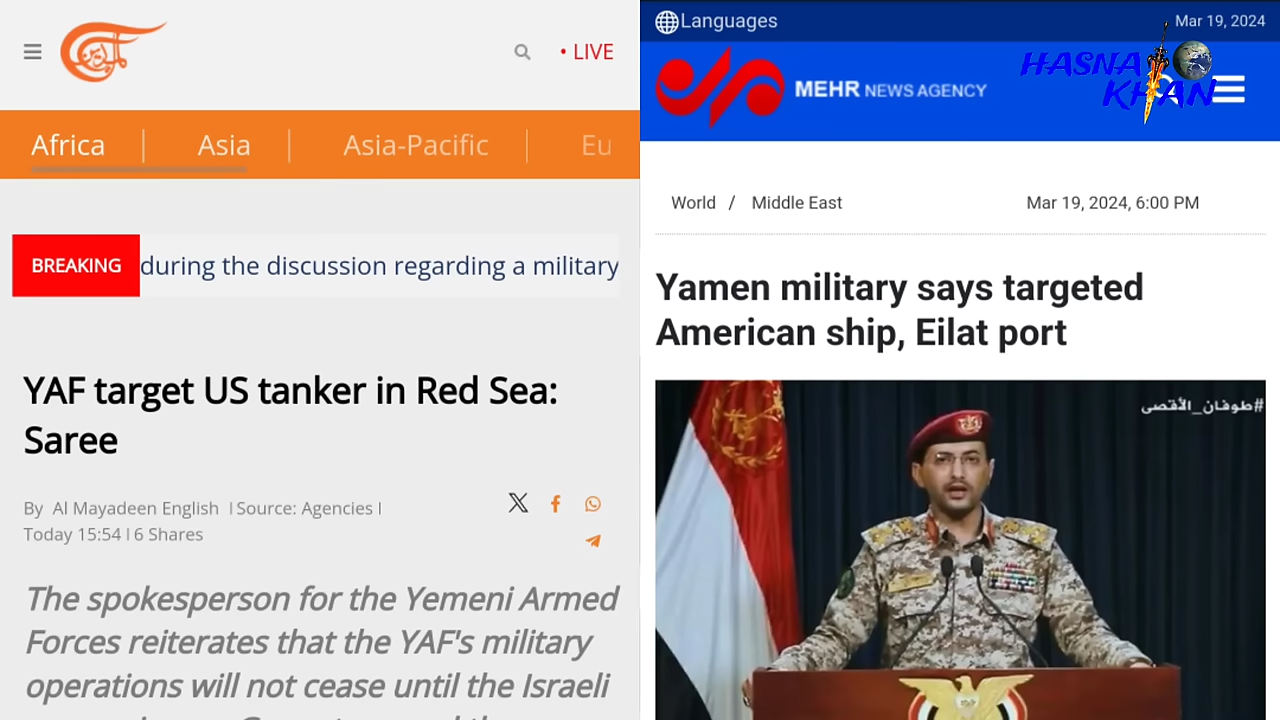 • LIVE
Africa
Asia
Asia-Pacific
Eu
BREAKING
during the discussion regarding a military
YAF target US tanker in Red Sea:
Saree
By Al Mayadeen English | Source: Agencies |
Today 15:54 | 6 Shares
The spokesperson for the Yemeni Armed
Forces reiterates that the YAF's military
operations will not cease until the Israeli
Languages
Mar 19, 2024
MEHR NEWS AGENCY
HASNA
KHAN
World / Middle East
Mar 19, 2024, 6:00 PM
Yamen military says targeted
American ship, Eilat port
#طوفان_الأقصى